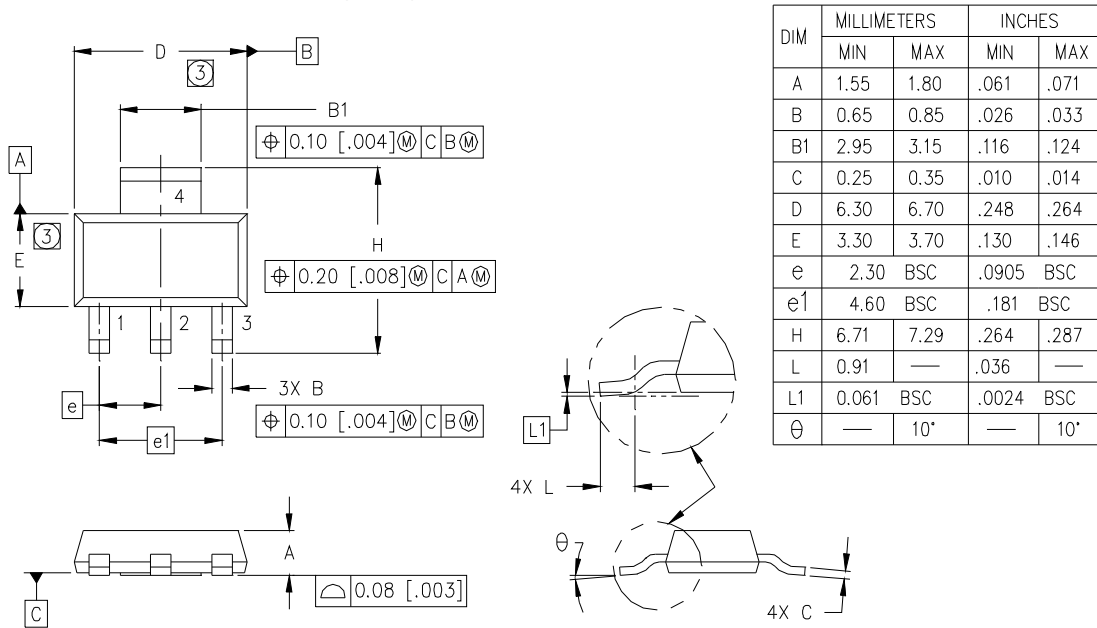 D
B
3
B1
⌖ 0.10 [.004]Ⓜ C BⓂ
A
4
3
E
H
⌖ 0.20 [.008]Ⓜ C AⓂ
1 2 3
3X B
e
⌖ 0.10 [.004]Ⓜ C BⓂ
e1
L1
4X L
A
⌓ 0.08 [.003]
C
θ
4X C
DIM MILLIMETERS INCHES
MIN MAX MIN MAX
A 1.55 1.80 .061 .071
B 0.65 0.85 .026 .033
B1 2.95 3.15 .116 .124
C 0.25 0.35 .010 .014
D 6.30 6.70 .248 .264
E 3.30 3.70 .130 .146
e 2.30 BSC .0905 BSC
e1 4.60 BSC .181 BSC
H 6.71 7.29 .264 .287
L 0.91 — .036 —
L1 0.061 BSC .0024 BSC
θ — 10° — 10°